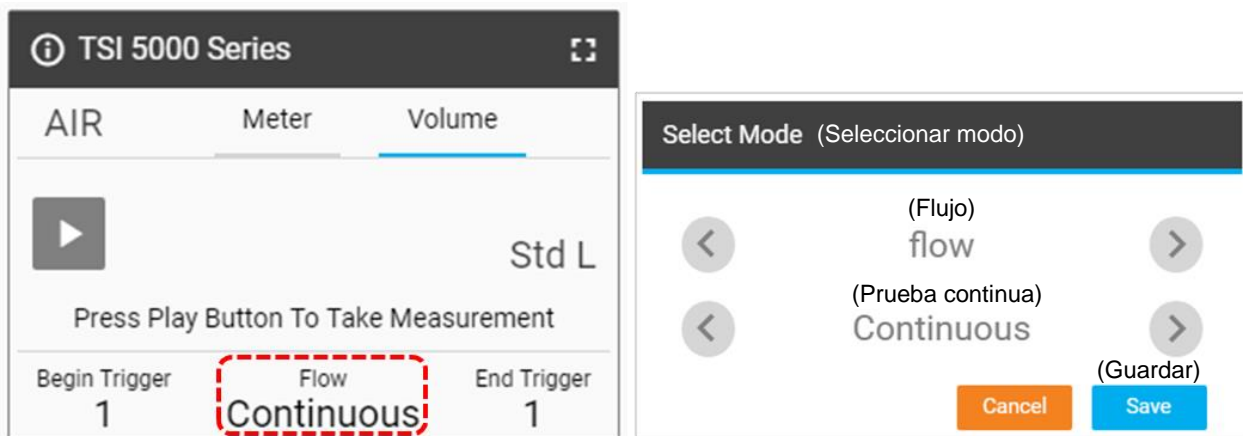 TSI 5000 Series
AIR Meter Volume
Std L
Press Play Button To Take Measurement
Begin Trigger Flow End Trigger
1 Continuous 1
Select Mode (Seleccionar modo)
(Flujo)
flow
(Prueba continua)
Continuous
(Guardar)
Cancel Save